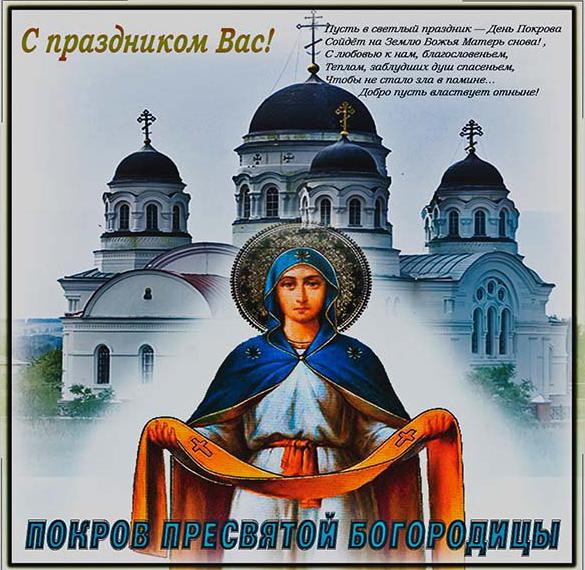 С праздником Вас!
Пусть в светлый праздник — День Покрова
Сойдёт на Землю Божья Матерь снова! ,
С любовью к нам, благословеньем,
Теплом, заблудших душ спасеньем,
Чтобы не стало зла в помине...
Добро пусть властвует отныне!
ПОКРОВ ПРЕСВЯТОЙ БОГОРОДИЦЫ